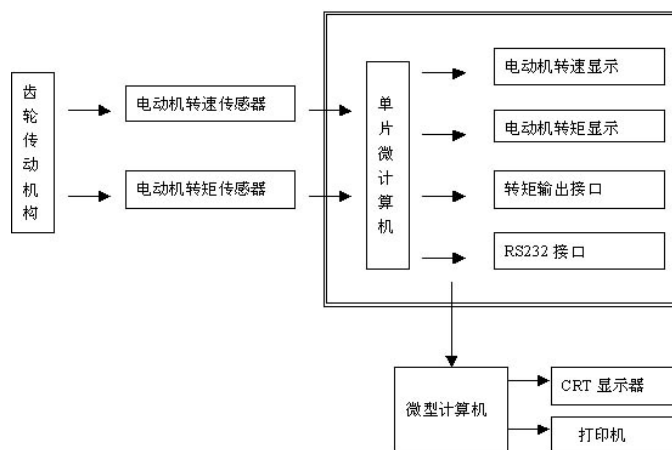 齿轮传动机构
电动机转速传感器
电动机转矩传感器
单片微计算机
电动机转速显示
电动机转矩显示
转矩输出接口
RS232 接口
微型计算机
CRT 显示器
打印机